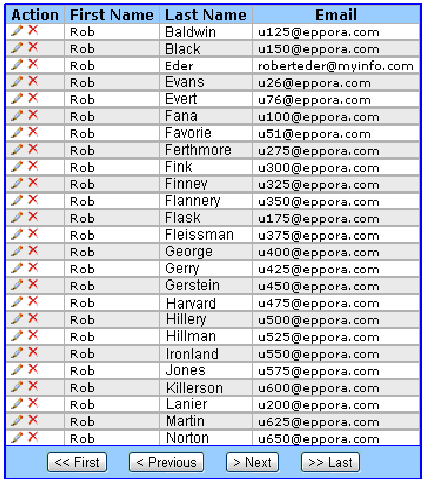 Action First Name Last Name Email
Rob Baldwin u125@eppora.com
Rob Black u150@eppora.com
Rob Eder roberteder@myinfo.com
Rob Evans u26@eppora.com
Rob Evert u76@eppora.com
Rob Fana u100@eppora.com
Rob Favorie u51@eppora.com
Rob Ferthmore u275@eppora.com
Rob Fink u300@eppora.com
Rob Finney u325@eppora.com
Rob Flannery u350@eppora.com
Rob Flask u175@eppora.com
Rob Fleissman u375@eppora.com
Rob George u400@eppora.com
Rob Gerry u425@eppora.com
Rob Gerstein u450@eppora.com
Rob Harvard u475@eppora.com
Rob Hillery u500@eppora.com
Rob Hillman u525@eppora.com
Rob Ironland u550@eppora.com
Rob Jones u575@eppora.com
Rob Killerson u600@eppora.com
Rob Lanier u200@eppora.com
Rob Martin u625@eppora.com
Rob Norton u650@eppora.com
<< First < Previous > Next >> Last